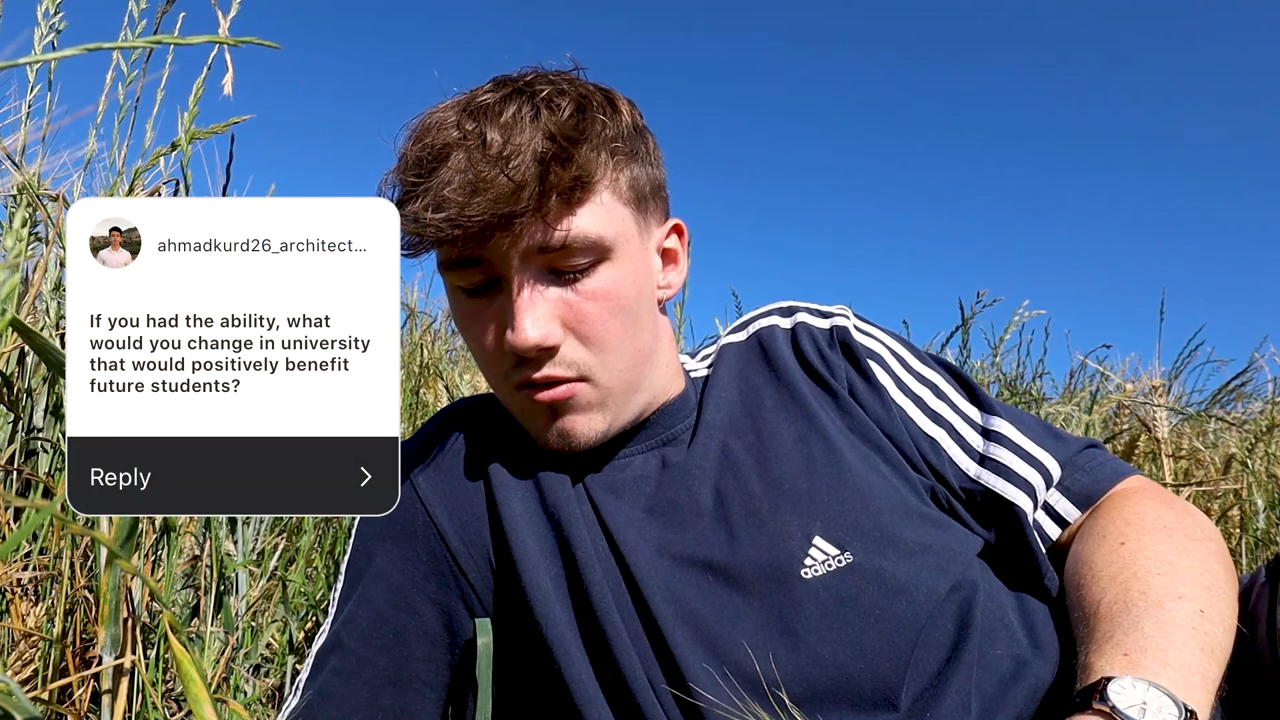 ahmadkurd26_architect...
If you had the ability, what
would you change in university
that would positively benefit
future students?
Reply
adidas